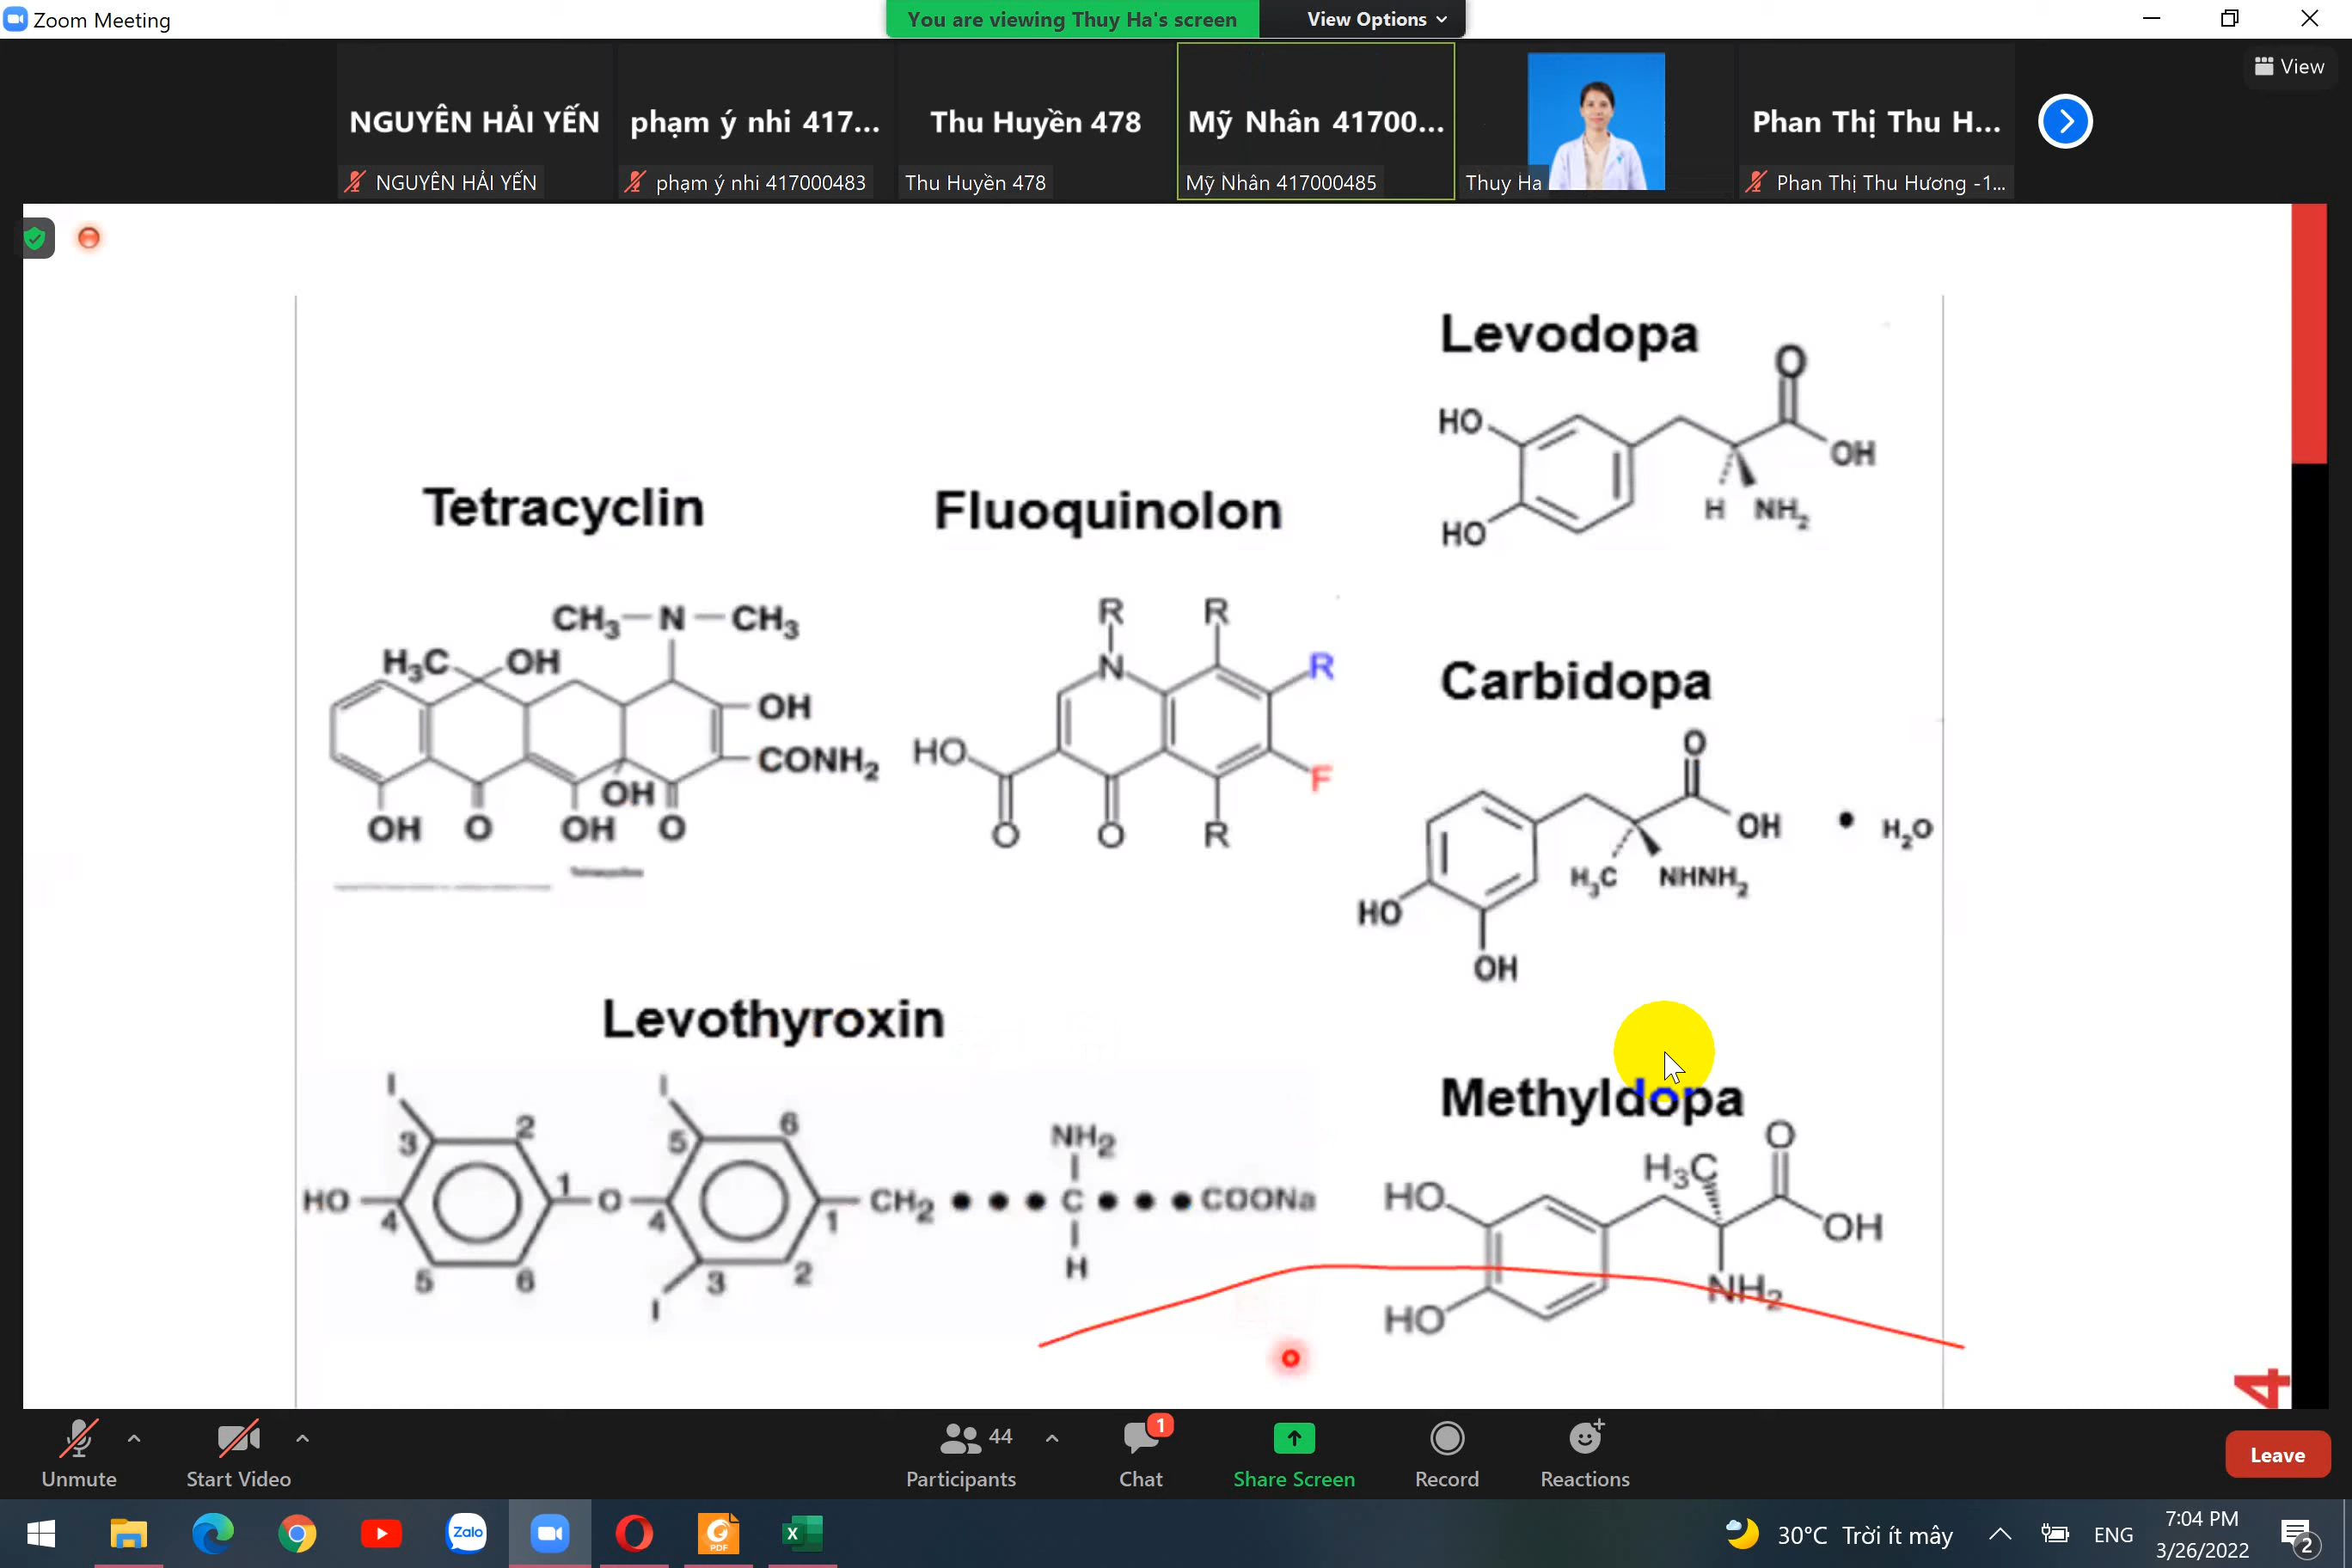 Zoom Meeting
You are viewing Thuy Ha's screen
View Options
View
NGUYÊN HẢI YẾN
phạm ý nhi 417...
Thu Huyền 478
Mỹ Nhân 41700...
Phan Thị Thu H...
NGUYÊN HẢI YẾN
phạm ý nhi 417000483
Thu Huyền 478
Mỹ Nhân 417000485
Thuy Ha
Phan Thị Thu Hương -1...
Levodopa
O
HO
OH
H NH2
HO
Tetracyclin
Fluoquinolon
CH3—N—CH3
H3C OH
OH
CONH2
OH
OH O OH O
R R
N R
HO
F
O O R
Carbidopa
O
OH • H2O
H3C NHNH2
HO
OH
Levothyroxin
I I
3 2 5 6
NH2
HO 4 1 O 4 1 CH2 • • • C • • • COONa
5 6 3 2
H
I
Methyldopa
O
H3C
HO
OH
NH2
HO
4
Unmute
Start Video
44
Participants
1
Chat
Share Screen
Record
Reactions
Leave
Zalo
PDF
X
30°C Trời ít mây
ENG
7:04 PM
3/26/2022
2